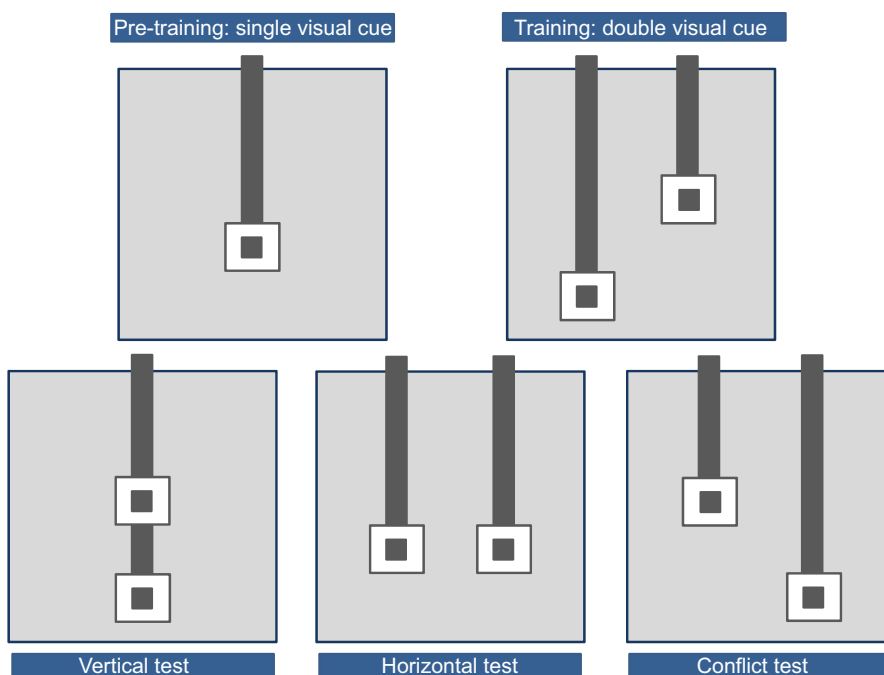 Pre-training: single visual cue
Training: double visual cue
Vertical test
Horizontal test
Conflict test